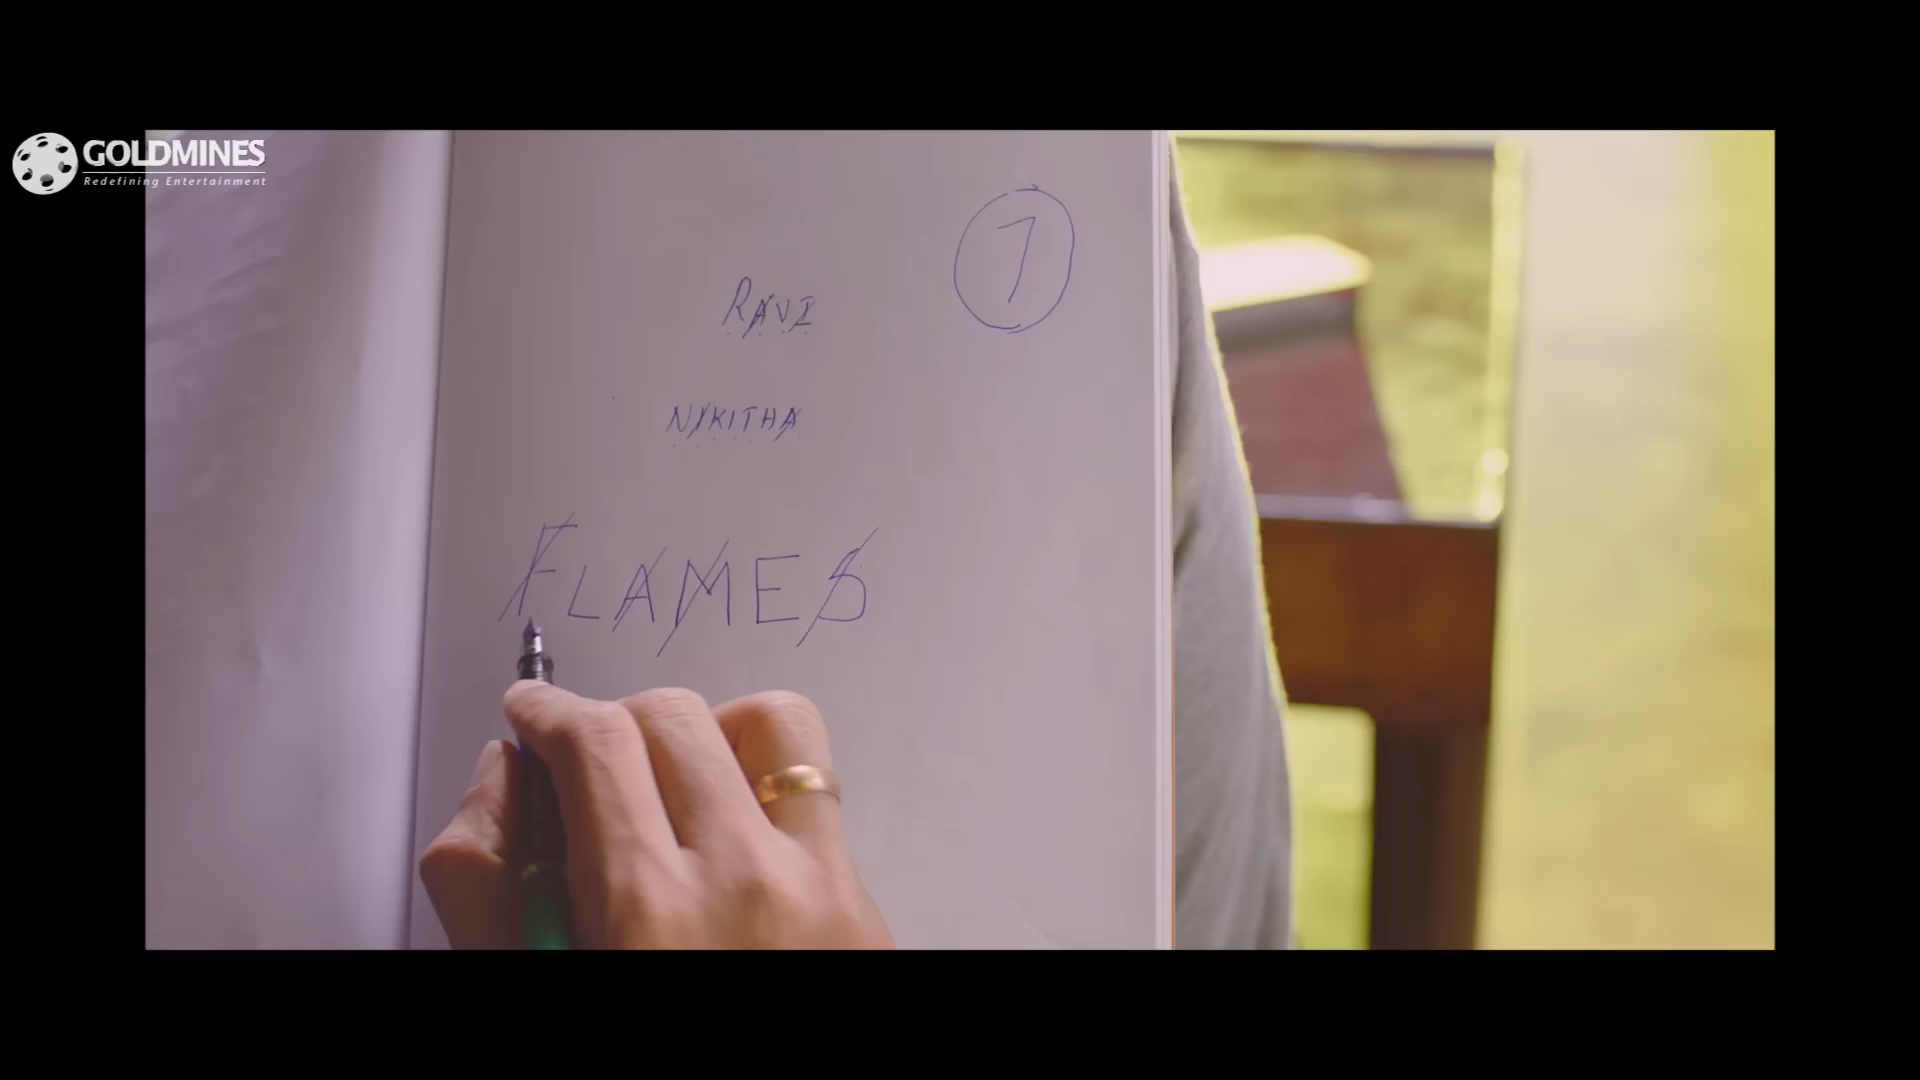 GOLDMINES
Redefining Entertainment
7
RAVI
NIKITHA
FLAMES